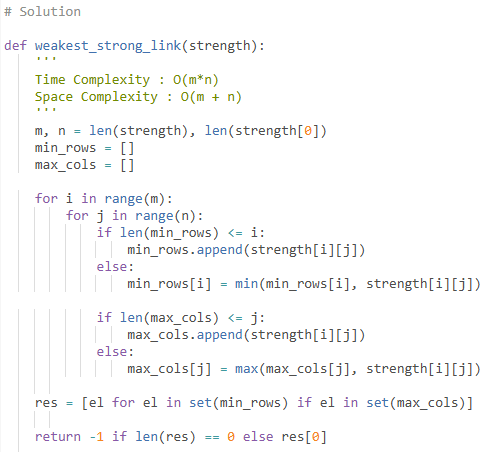 # Solution
def weakest_strong_link(strength):
    '''
    Time Complexity : O(m*n)
    Space Complexity : O(m + n)
    '''
    m, n = len(strength), len(strength[0])
    min_rows = []
    max_cols = []
    for i in range(m):
        for j in range(n):
            if len(min_rows) <= i:
                min_rows.append(strength[i][j])
            else:
                min_rows[i] = min(min_rows[i], strength[i][j])
            if len(max_cols) <= j:
                max_cols.append(strength[i][j])
            else:
                max_cols[j] = max(max_cols[j], strength[i][j])
    res = [el for el in set(min_rows) if el in set(max_cols)]
    return -1 if len(res) == 0 else res[0]